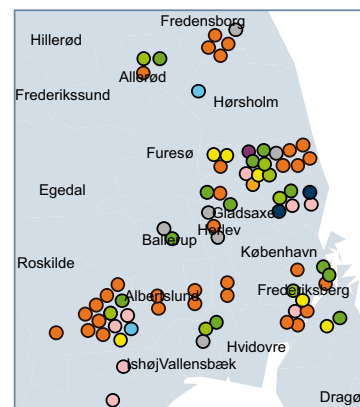 Fredensborg
Hillerød
Allerød
Frederikssund
Hørsholm
Furesø
Egedal
Gladsaxe
Herlev
Ballerup
København
Roskilde
Albertslund
Frederiksberg
Hvidovre
IshøjVallensbæk
Dragø